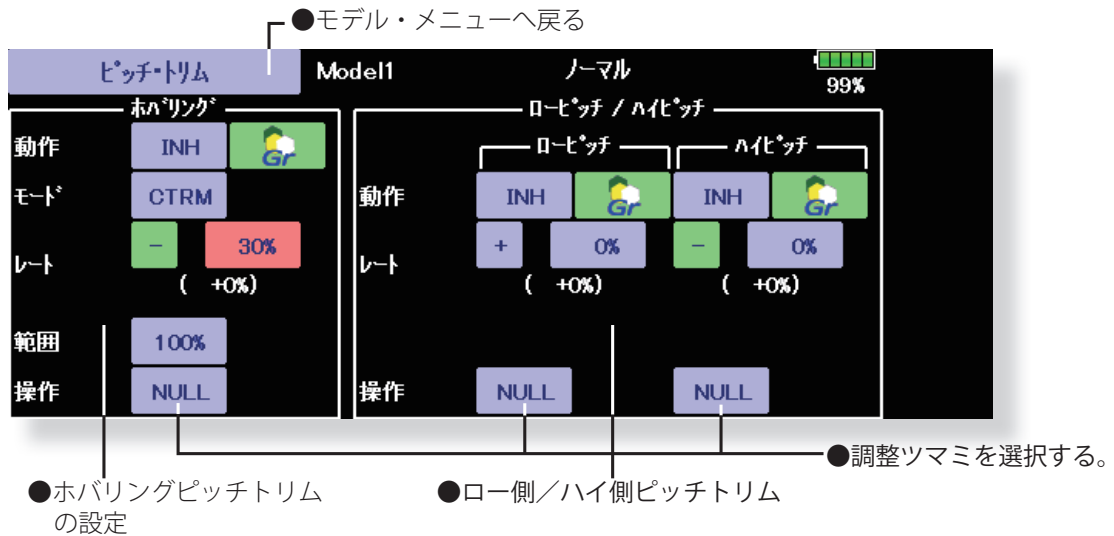 ●モデル・メニューへ戻る
ﾋﾟｯﾁ･ﾄﾘﾑ Model1 ﾉｰﾏﾙ 99%
ﾎﾊﾞﾘﾝｸﾞ
動作 INH Gr
ﾓｰﾄﾞ CTRM
ﾚｰﾄ - 30%
( +0%)
範囲 100%
操作 NULL
ﾛｰﾋﾟｯﾁ / ﾊｲﾋﾟｯﾁ
ﾛｰﾋﾟｯﾁ ﾊｲﾋﾟｯﾁ
動作 INH Gr INH Gr
ﾚｰﾄ + 0% - 0%
( +0%) ( +0%)
操作 NULL NULL
●調整ツマミを選択する。
●ホバリングピッチトリム
の設定
●ロー側／ハイ側ピッチトリム